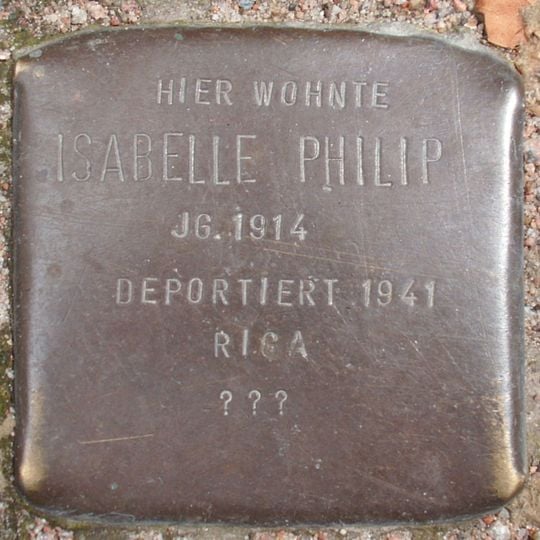 HIER WOHNTE
ISABELLE PHILIP
JG. 1914
DEPORTIERT 1941
RIGA
???